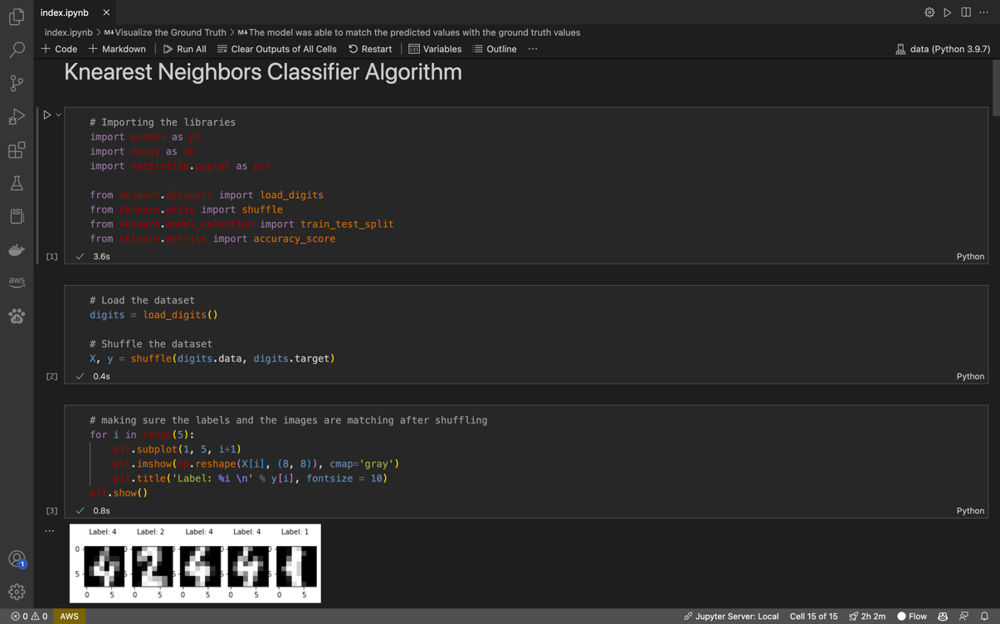 index.ipynb
index.ipynb > M↓Visualize the Ground Truth > M↓The model was able to match the predicted values with the ground truth values
+ Code + Markdown Run All Clear Outputs of All Cells Restart Variables Outline ... data (Python 3.9.7)
Knearest Neighbors Classifier Algorithm
# Importing the libraries
import pandas as pd
import numpy as np
import matplotlib.pyplot as plt
from sklearn.datasets import load_digits
from sklearn.utils import shuffle
from sklearn.model_selection import train_test_split
from sklearn.metrics import accuracy_score
[1] 3.6s Python
# Load the dataset
digits = load_digits()
# Shuffle the dataset
X, y = shuffle(digits.data, digits.target)
[2] 0.4s Python
# making sure the labels and the images are matching after shuffling
for i in range(5):
plt.subplot(1, 5, i+1)
plt.imshow(np.reshape(X[i], (8, 8)), cmap='gray')
plt.title('Label: %i \n' % y[i], fontsize = 10)
plt.show()
[3] 0.8s Python
Label: 4 Label: 2 Label: 4 Label: 4 Label: 1
0
5
0 5 0 5 0 5 0 5 0 5
aws
1
0 0 AWS Jupyter Server: Local Cell 15 of 15 2h 2m Flow